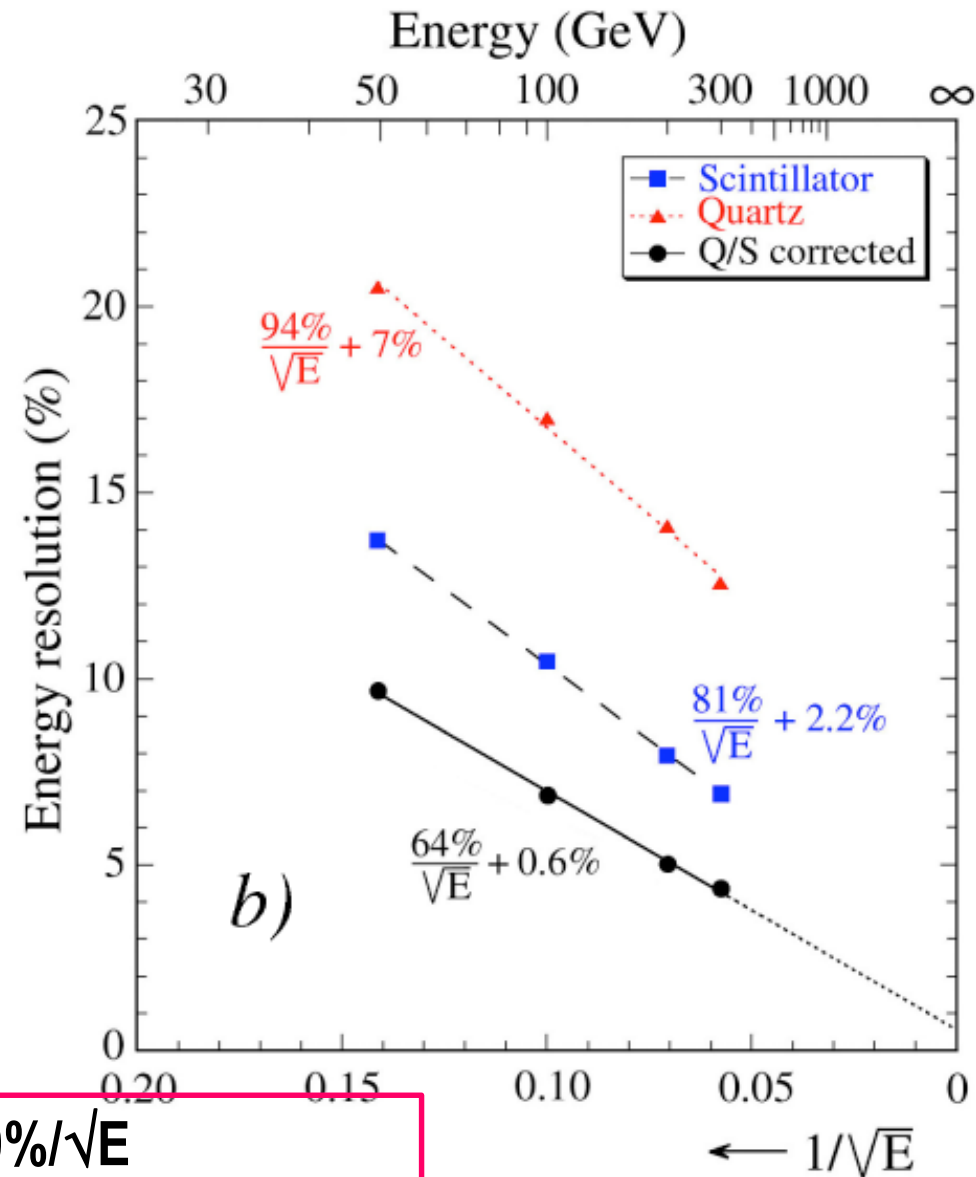 Energy (GeV)
30 50 100 300 1000 ∞
25
20
15
10
5
0
Energy resolution (%)
Scintillator
Quartz
Q/S corrected
94%
√E + 7%
81%
√E + 2.2%
64%
√E + 0.6%
b)
0.20 0.15 0.10 0.05 0
%/√E
← 1/√E